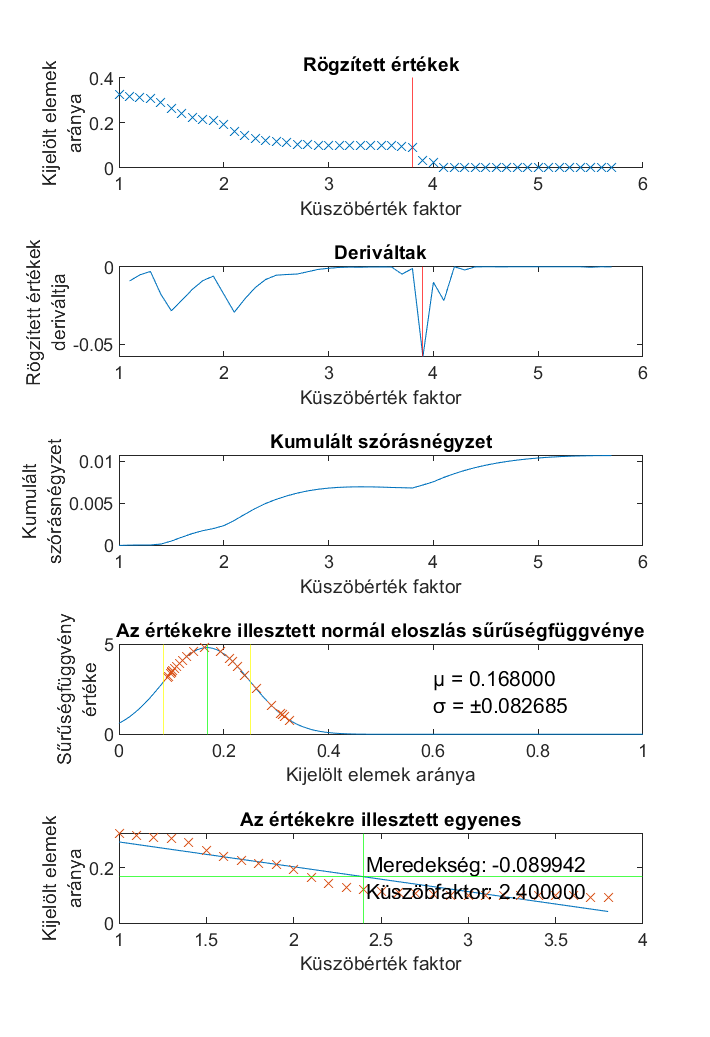 Rögzített értékek
Kijelölt elemek
aránya
0.4
0.2
0
1 2 3 4 5 6
Küszöbérték faktor
Deriváltak
Rögzített értékek
deriváltja
0
-0.05
1 2 3 4 5 6
Küszöbérték faktor
Kumulált szórásnégyzet
Kumulált
szórásnégyzet
0.01
0.005
0
1 2 3 4 5 6
Küszöbérték faktor
Az értékekre illesztett normál eloszlás sűrűségfüggvénye
Sűrűségfüggvény
értéke
5
0
μ = 0.168000
σ = ±0.082685
0 0.2 0.4 0.6 0.8 1
Kijelölt elemek aránya
Az értékekre illesztett egyenes
Kijelölt elemek
aránya
0.2
0
Meredekség: -0.089942
Küszöbfaktor: 2.400000
1 1.5 2 2.5 3 3.5 4
Küszöbérték faktor